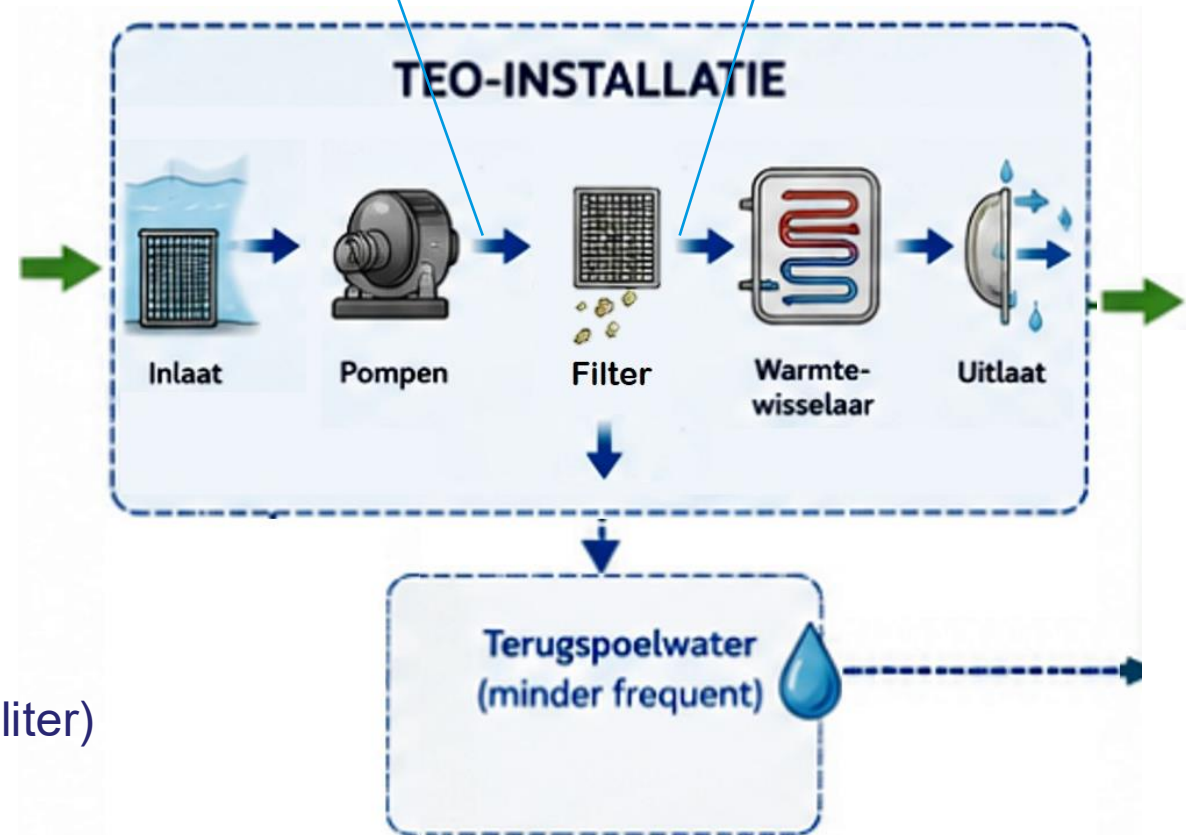 TEO-INSTALLATIE
Inlaat
Pompen
Filter
Warmte-
wisselaar
Uitlaat
Terugspoelwater
(minder frequent)
liter)